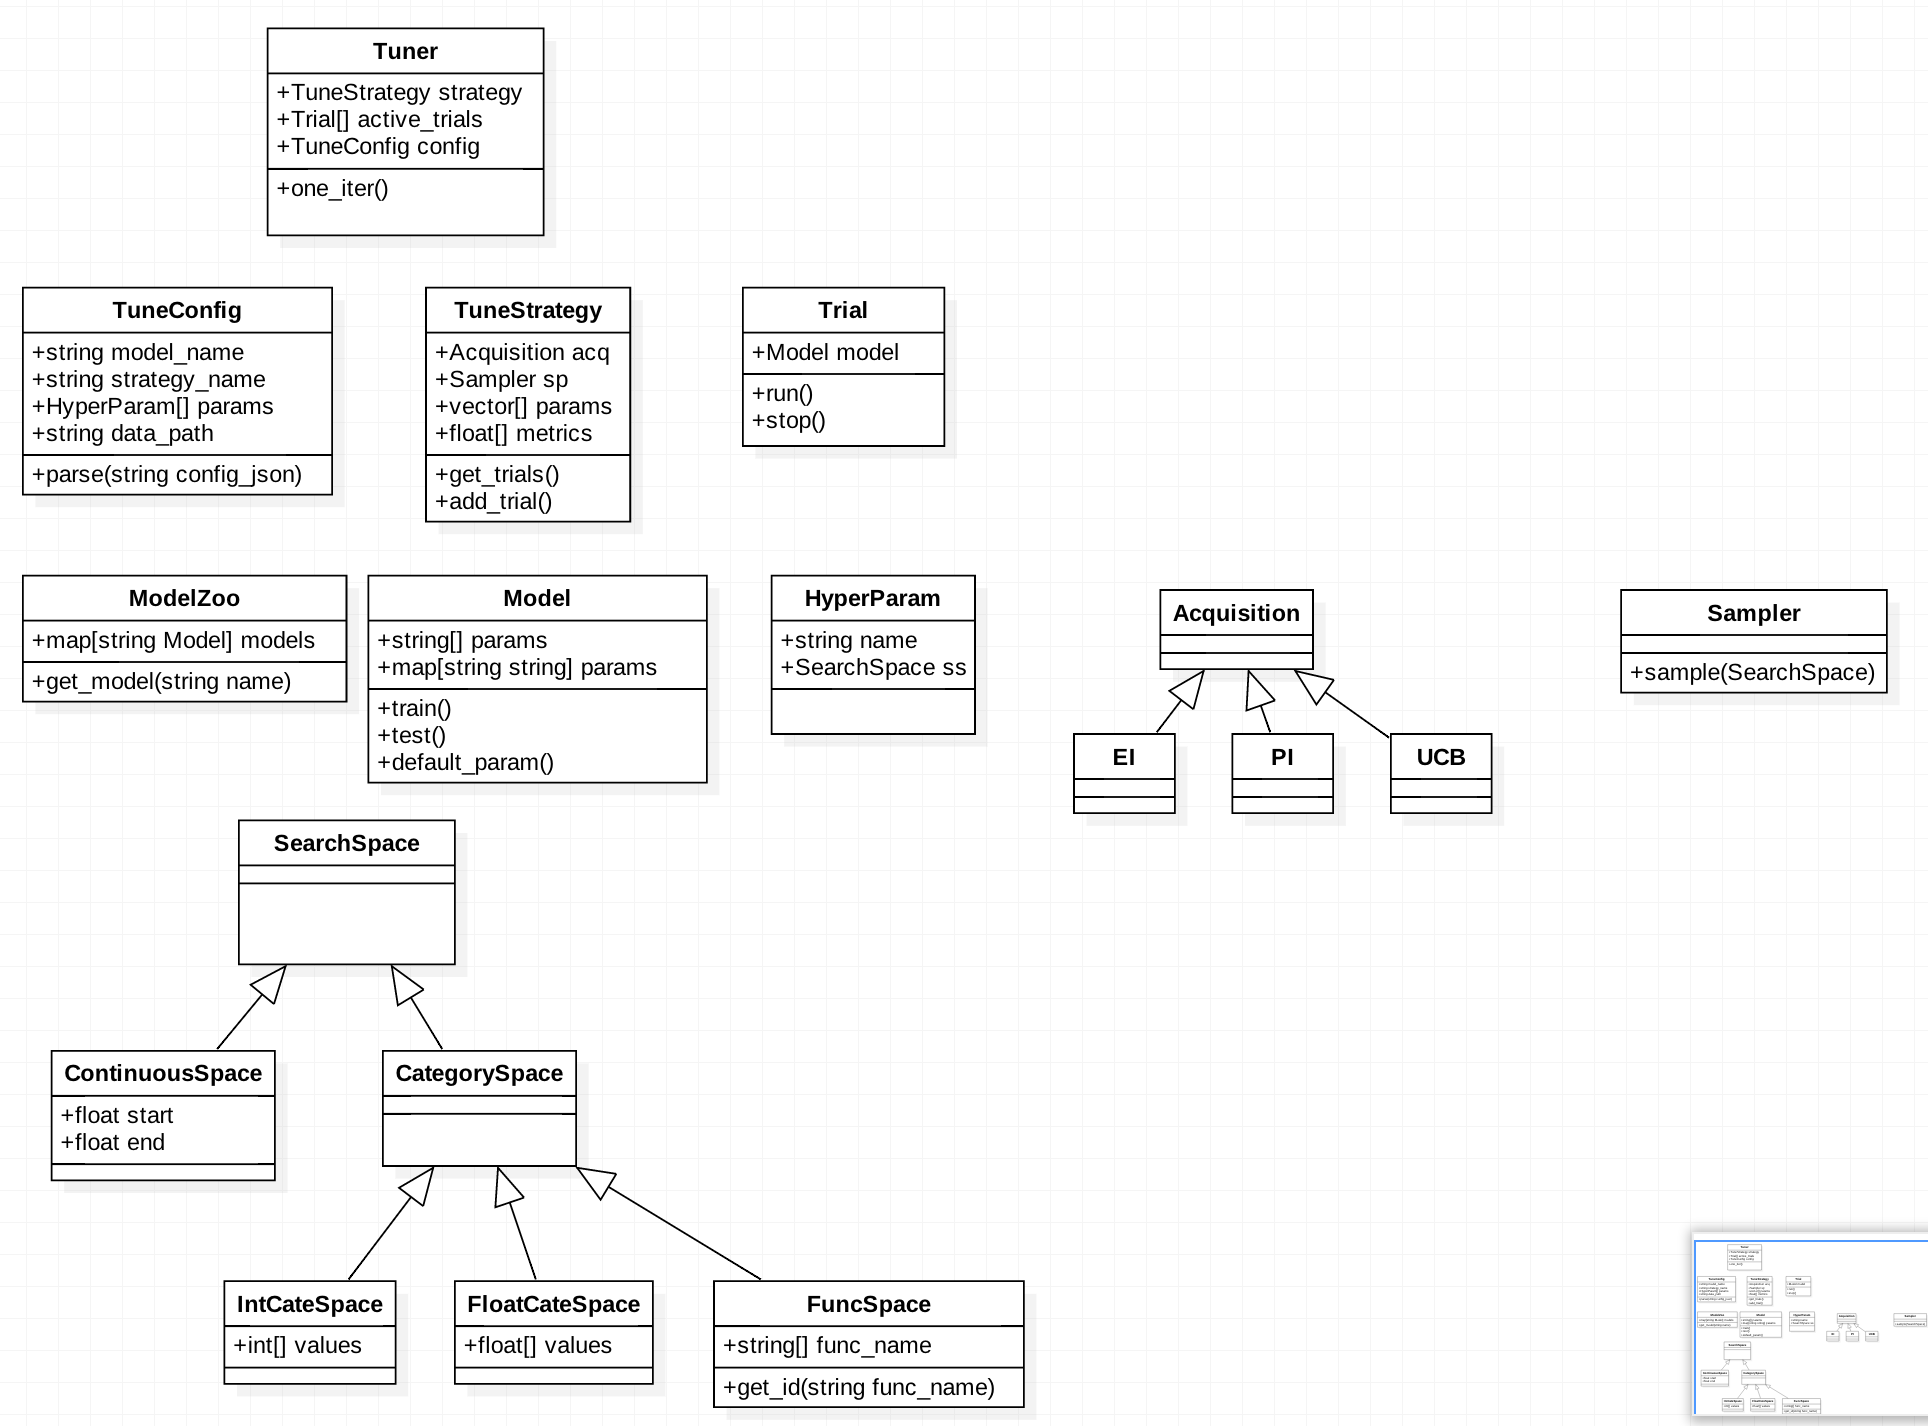 Tuner
+TuneStrategy strategy
+Trial[] active_trials
+TuneConfig config
+one_iter()
TuneConfig
+string model_name
+string strategy_name
+HyperParam[] params
+string data_path
+parse(string config_json)
TuneStrategy
+Acquisition acq
+Sampler sp
+vector[] params
+float[] metrics
+get_trials()
+add_trial()
Trial
+Model model
+run()
+stop()
ModelZoo
+map[string Model] models
+get_model(string name)
Model
+string[] params
+map[string string] params
+train()
+test()
+default_param()
HyperParam
+string name
+SearchSpace ss
Acquisition
EI
PI
UCB
Sampler
+sample(SearchSpace)
SearchSpace
ContinuousSpace
+float start
+float end
CategorySpace
IntCateSpace
+int[] values
FloatCateSpace
+float[] values
FuncSpace
+string[] func_name
+get_id(string func_name)